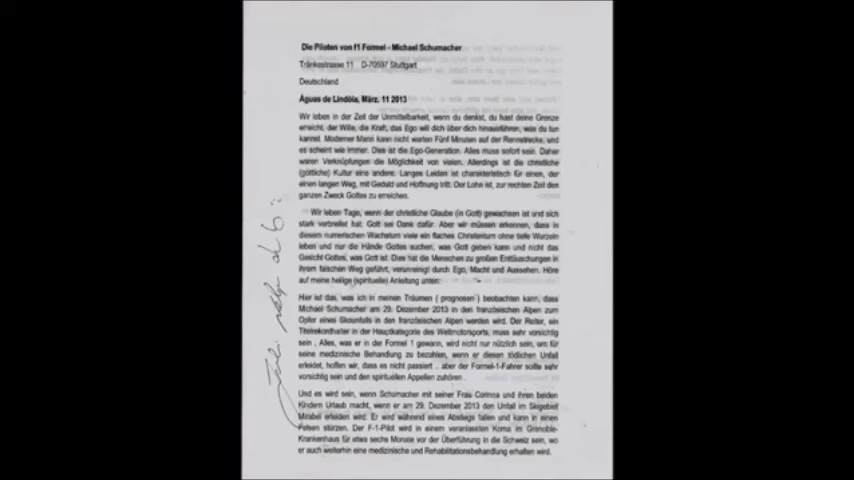 Die Piloten von f1 Formel - Michael Schumacher
Tränkestrasse 11 D-70597 Stuttgart
Deutschland
Águas de Lindóia, März. 11 2013
Wir leben in der Zeit der Unmittelbarkeit, wenn du denkst, du hast deine Grenze
erreicht, der Wille, die Kraft, das Ego will dich über dich hinausführen, was du tun
kannst. Moderner Mann kann nicht warten Fünf Minuten auf der Rennstrecke, und
es scheint wie immer. Dies ist die Ego-Generation. Alles muss sofort sein. Daher
waren Verknüpfungen die Möglichkeit von vielen. Allerdings ist die christliche
(göttliche) Kultur eine andere. Langes Leiden ist charakteristisch für einen, der
einen langen Weg, mit Geduld und Hoffnung tritt. Der Lohn ist, zur rechten Zeit den
ganzen Zweck Gottes zu erreichen.
Wir leben Tage, wenn der christliche Glaube (in Gott) gewachsen ist und sich
stark verbreitet hat. Gott sei Dank dafür. Aber wir müssen erkennen, dass in
diesem numerischen Wachstum viele ein flaches Christentum ohne tiefe Wurzeln
leben und nur die Hände Gottes suchen, was Gott geben kann und nicht das
Gesicht Gottes, was Gott ist. Dies hat die Menschen zu großen Enttäuschungen in
ihrem falschen Weg geführt, verunreinigt durch Ego, Macht und Aussehen. Höre
auf meine heilige (spirituelle) Anleitung unten:
Hier ist das, was ich in meinen Träumen ( prognosen ) beobachten kann, dass
Michael Schumacher am 29. Dezember 2013 in den französischen Alpen zum
Opfer eines Skiunfalls in den französischen Alpen werden wird. Der Reiter, ein
Titelrekordhalter in der Hauptkategorie des Weltmotorsports, muss sehr vorsichtig
sein . Alles, was er in der Formel 1 gewann, wird nicht nur nützlich sein, um für
seine medizinische Behandlung zu bezahlen, wenn er diesen tödlichen Unfall
erleidet, hoffen wir, dass es nicht passiert .. aber der Formel-1-Fahrer sollte sehr
vorsichtig sein und den spirituellen Appellen zuhören .
Und es wird sein, wenn Schumacher mit seiner Frau Corinna und ihren beiden
Kindern Urlaub macht, wenn er am 29. Dezember 2013 den Unfall im Skigebiet
Mirabel erleiden wird. Er wird während eines Abstiegs fallen und kann in einen
Felsen stürzen. Der F-1-Pilot wird in einem veranlassten Koma im Grenoble-
Krankenhaus für etwa sechs Monate vor der Überführung in die Schweiz sein, wo
er auch weiterhin eine medizinische und Rehabilitationsbehandlung erhalten wird.